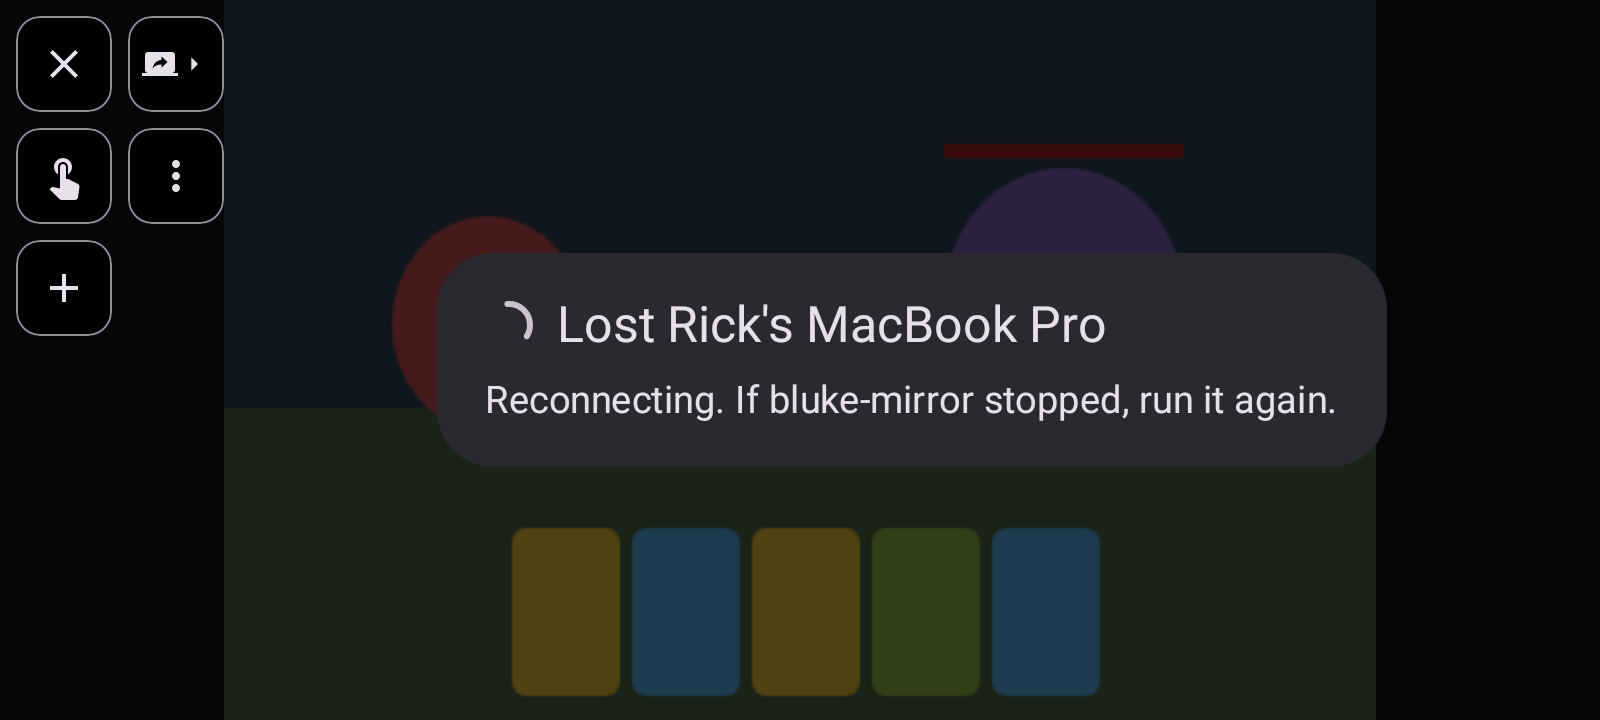 Lost Rick's MacBook Pro
Reconnecting. If bluke-mirror stopped, run it again.